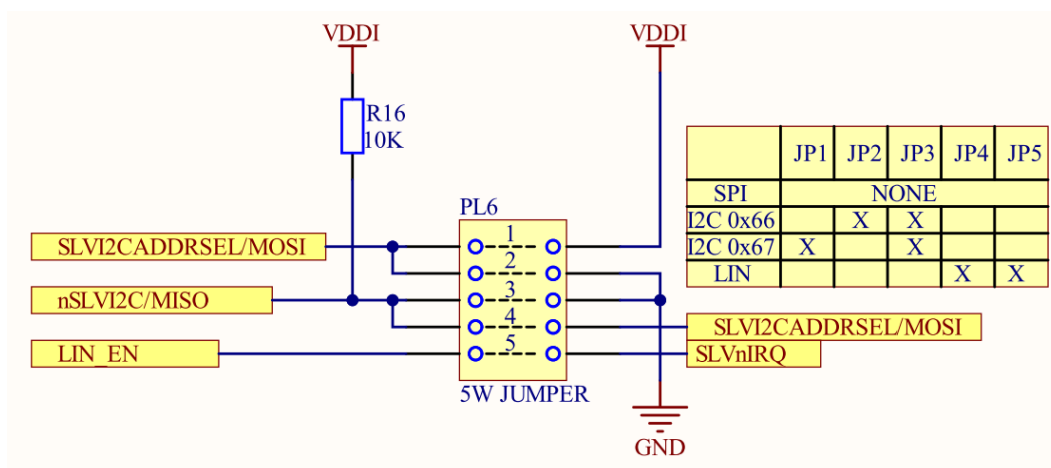 VDDI
VDDI
R16
10K
JP1 JP2 JP3 JP4 JP5
SPI NONE
I2C 0x66 X X
I2C 0x67 X X
LIN X X
PL6
SLVI2CADDRSEL/MOSI
1
2
nSLVI2C/MISO
3
4
SLVI2CADDRSEL/MOSI
LIN_EN
5
SLVnIRQ
5W JUMPER
GND